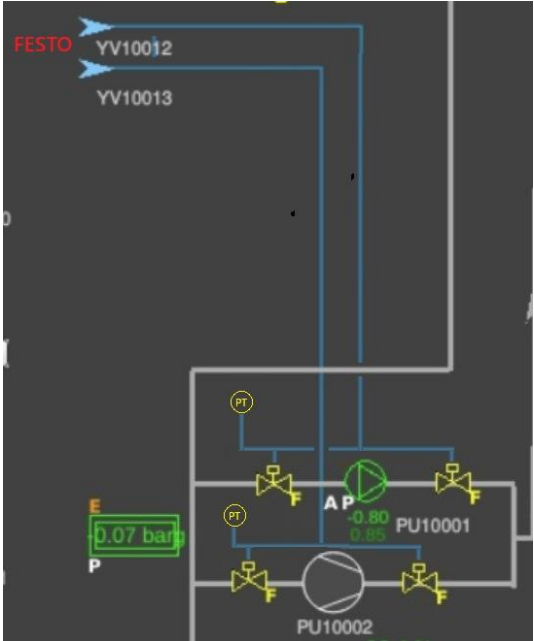 FESTO
YV10012
YV10013
PT
PT
F
F
A P
-0.80
0.85
PU10001
E
-0.07 barg
P
F
F
PU10002